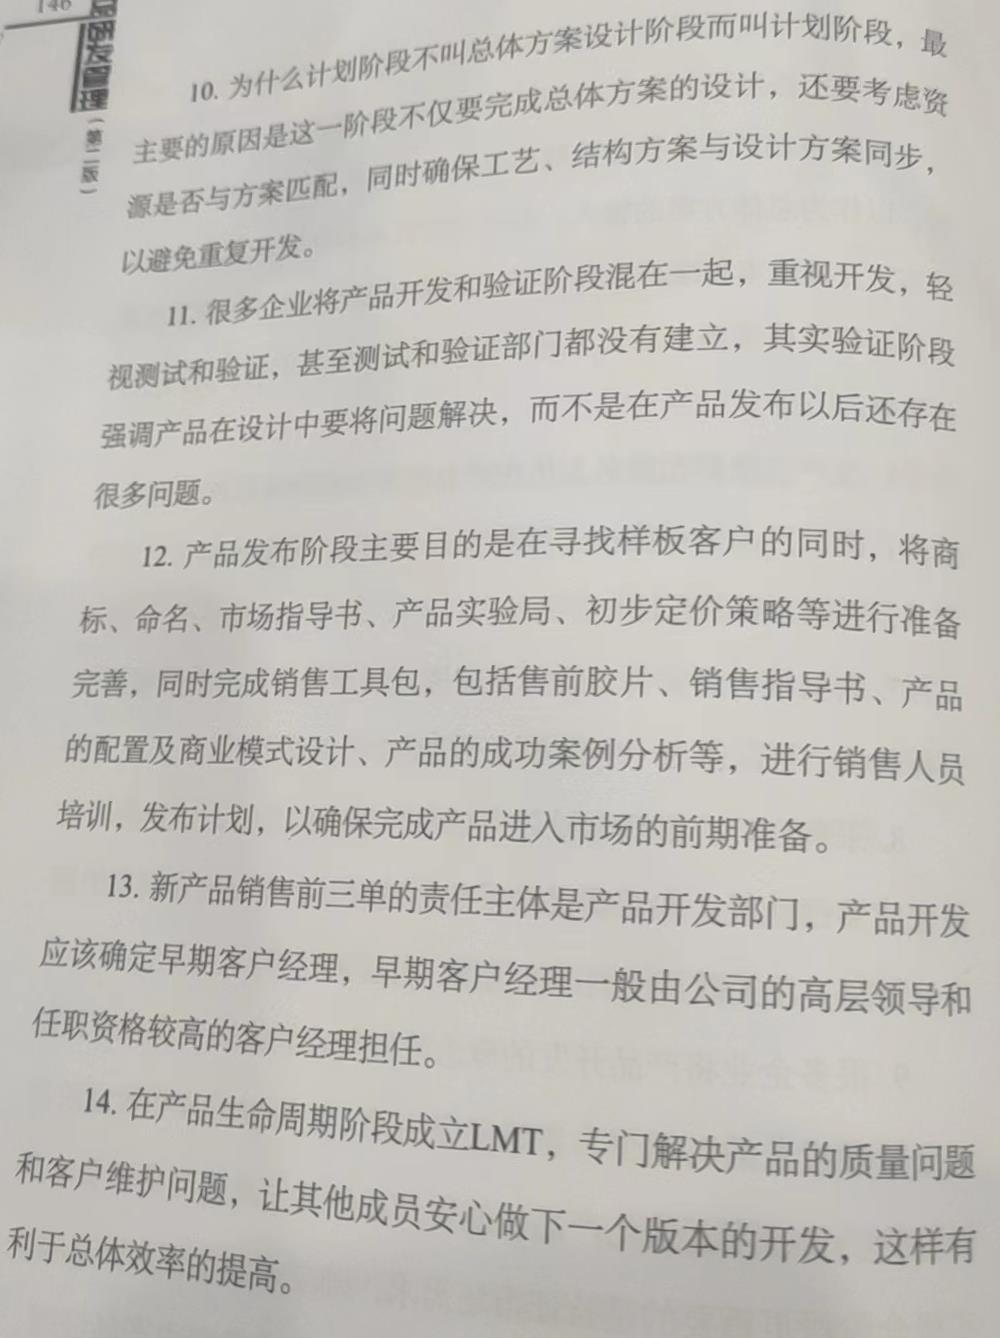 146
发管理
（第二版）
10. 为什么计划阶段不叫总体方案设计阶段而叫计划阶段，最
主要的原因是这一阶段不仅要完成总体方案的设计，还要考虑资
源是否与方案匹配，同时确保工艺、结构方案与设计方案同步，
以避免重复开发。
11. 很多企业将产品开发和验证阶段混在一起，重视开发，轻
视测试和验证，甚至测试和验证部门都没有建立，其实验证阶段
强调产品在设计中要将问题解决，而不是在产品发布以后还存在
很多问题。
12. 产品发布阶段主要目的是在寻找样板客户的同时，将商
标、命名、市场指导书、产品实验局、初步定价策略等进行准备
完善，同时完成销售工具包，包括售前胶片、销售指导书、产品
的配置及商业模式设计、产品的成功案例分析等，进行销售人员
培训，发布计划，以确保完成产品进入市场的前期准备。
13. 新产品销售前三单的责任主体是产品开发部门，产品开发
应该确定早期客户经理，早期客户经理一般由公司的高层领导和
任职资格较高的客户经理担任。
14. 在产品生命周期阶段成立LMT，专门解决产品的质量问题
和客户维护问题，让其他成员安心做下一个版本的开发，这样有
利于总体效率的提高。